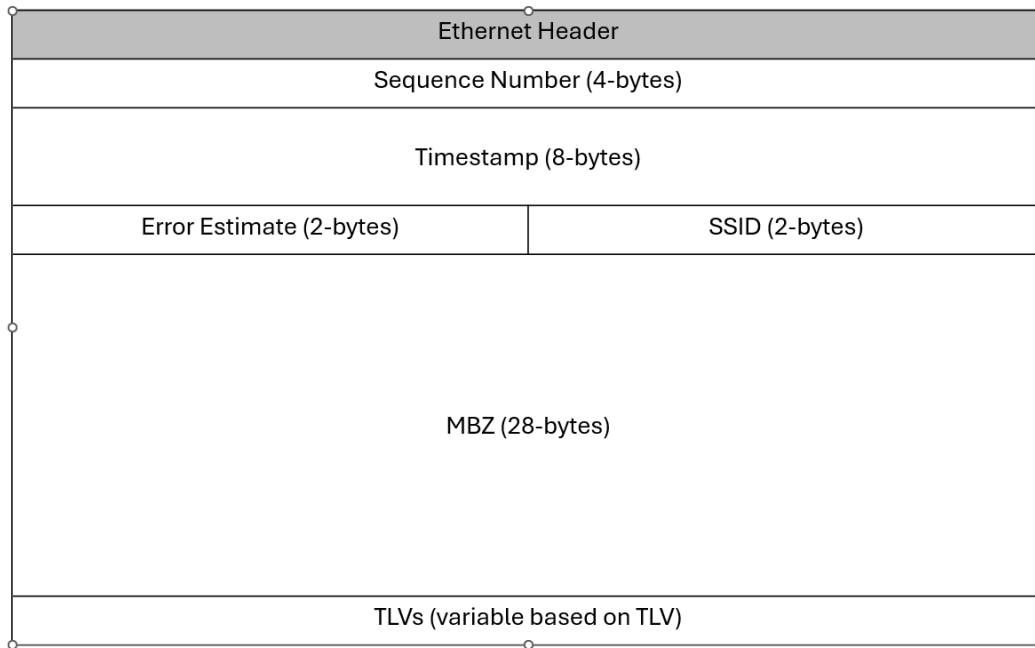 Ethernet Header
Sequence Number (4-bytes)
Timestamp (8-bytes)
Error Estimate (2-bytes)
SSID (2-bytes)
MBZ (28-bytes)
TLVs (variable based on TLV)